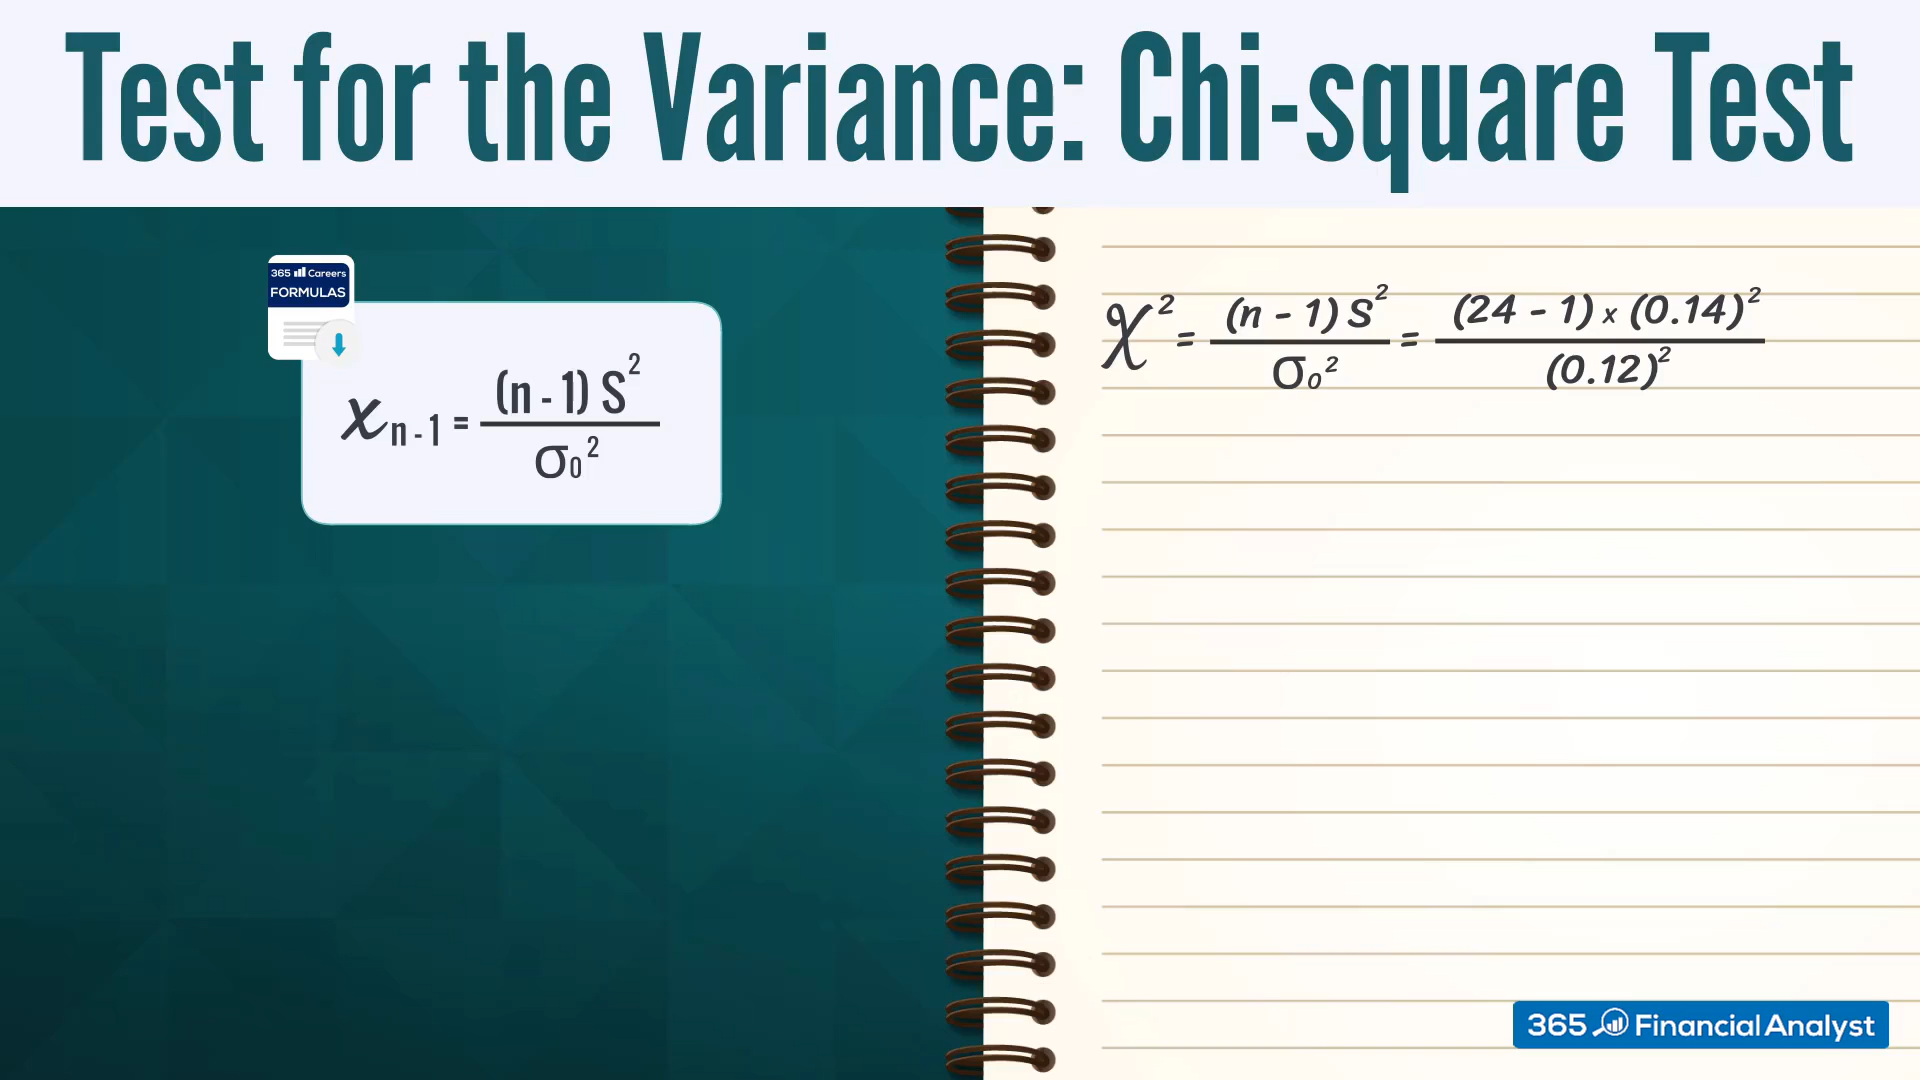 Test for the Variance: Chi-square Test
365 Careers
FORMULAS
χₙ₋₁ = (n - 1) S² / σ₀²
χ² = (n - 1) S² / σ₀² = (24 - 1) x (0.14)² / (0.12)²
365 Financial Analyst